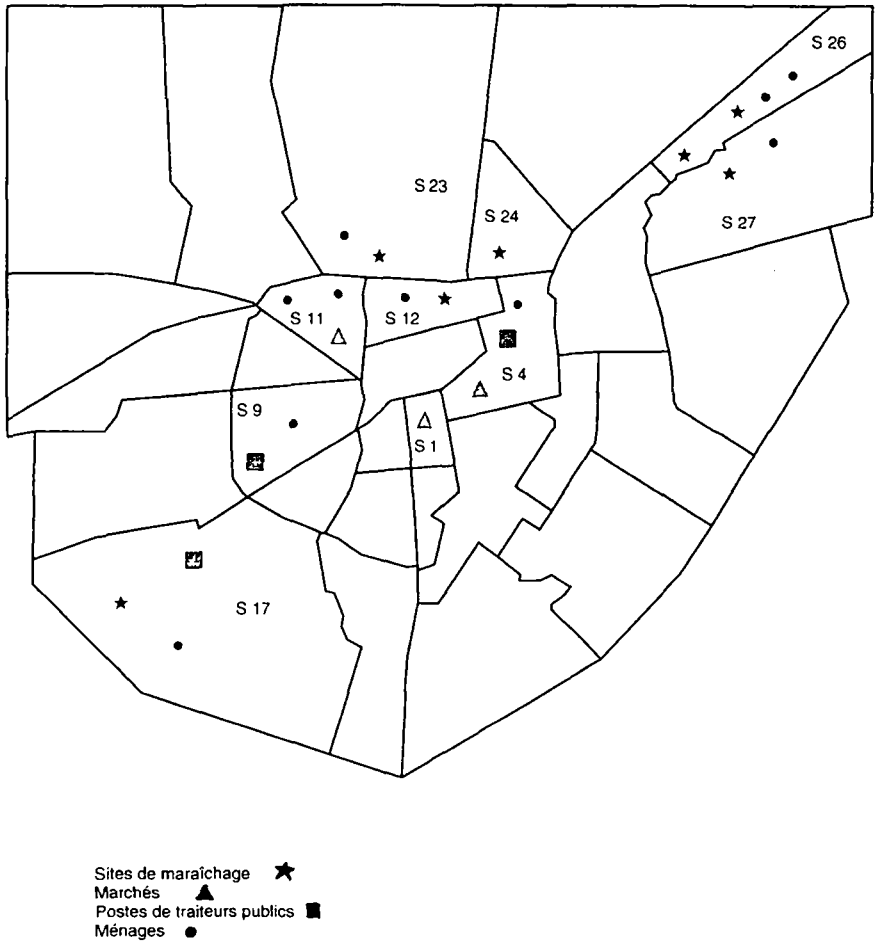 S 26
S 23
S 24
S 27
S 11
S 12
S 4
S 9
S 1
S 17
Sites de maraîchage
Marchés
Postes de traiteurs publics
Ménages